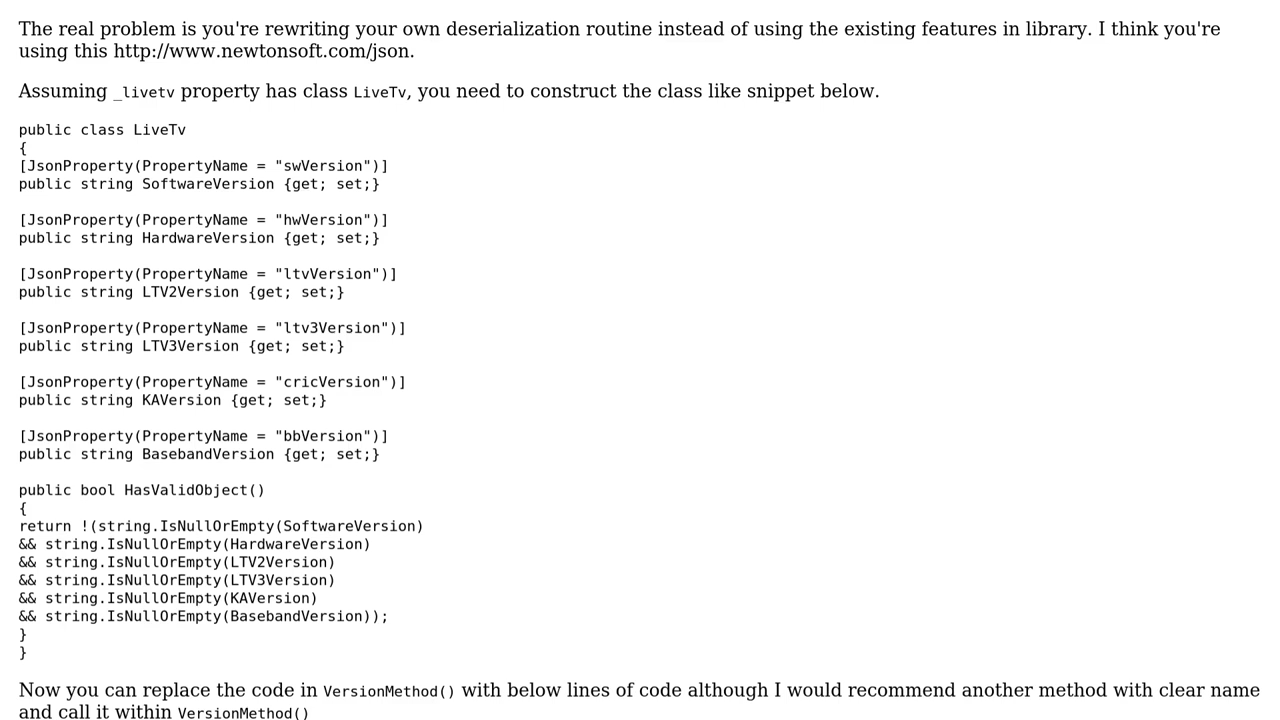 The real problem is you're rewriting your own deserialization routine instead of using the existing features in library. I think you're
using this http://www.newtonsoft.com/json.
Assuming _livetv property has class LiveTv, you need to construct the class like snippet below.
public class LiveTv
{
[JsonProperty(PropertyName = "swVersion")]
public string SoftwareVersion {get; set;}
[JsonProperty(PropertyName = "hwVersion")]
public string HardwareVersion {get; set;}
[JsonProperty(PropertyName = "ltvVersion")]
public string LTV2Version {get; set;}
[JsonProperty(PropertyName = "ltv3Version")]
public string LTV3Version {get; set;}
[JsonProperty(PropertyName = "cricVersion")]
public string KAVersion {get; set;}
[JsonProperty(PropertyName = "bbVersion")]
public string BasebandVersion {get; set;}
public bool HasValidObject()
{
return !(string.IsNullOrEmpty(SoftwareVersion)
&& string.IsNullOrEmpty(HardwareVersion)
&& string.IsNullOrEmpty(LTV2Version)
&& string.IsNullOrEmpty(LTV3Version)
&& string.IsNullOrEmpty(KAVersion)
&& string.IsNullOrEmpty(BasebandVersion));
}
}
Now you can replace the code in VersionMethod() with below lines of code although I would recommend another method with clear name
and call it within VersionMethod()